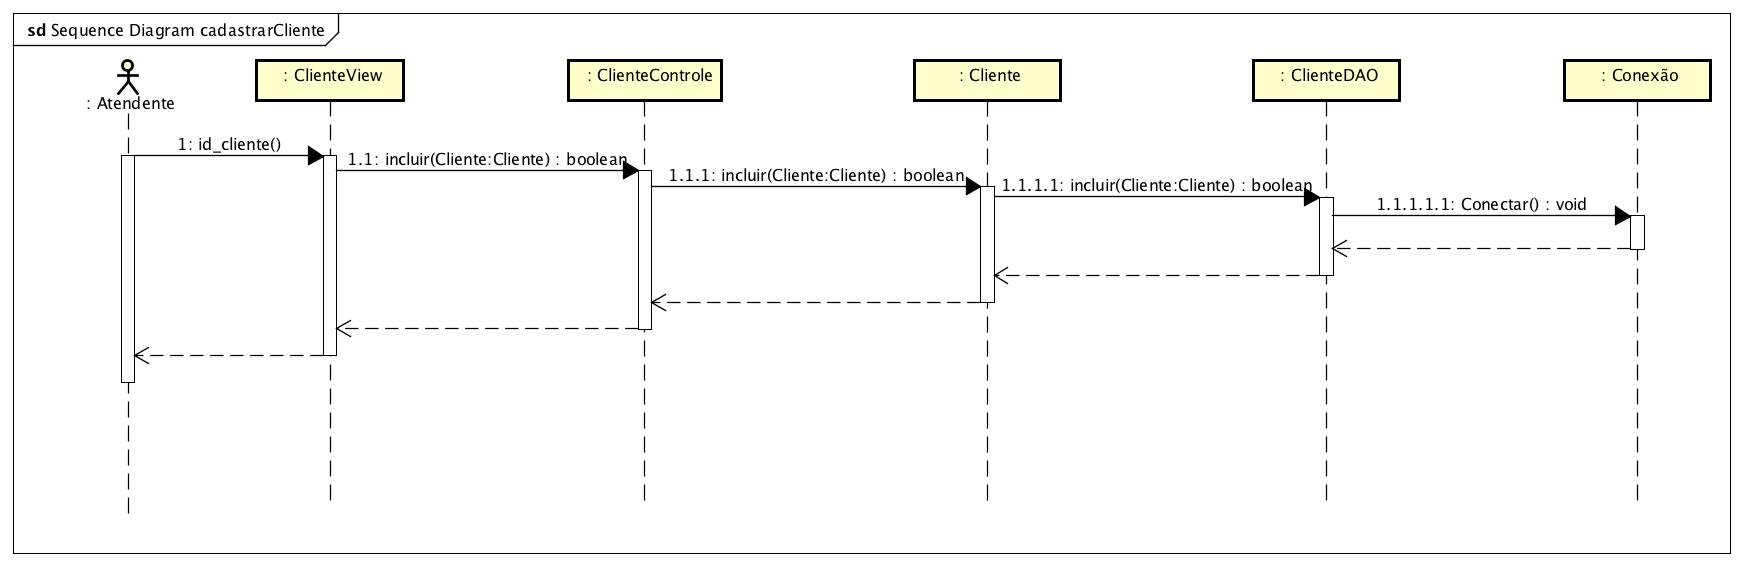 sd Sequence Diagram cadastrarCliente
: Atendente
: ClienteView
: ClienteControle
: Cliente
: ClienteDAO
: Conexão
1: id_cliente()
1.1: incluir(Cliente:Cliente) : boolean
1.1.1: incluir(Cliente:Cliente) : boolean
1.1.1.1: incluir(Cliente:Cliente) : boolean
1.1.1.1.1: Conectar() : void